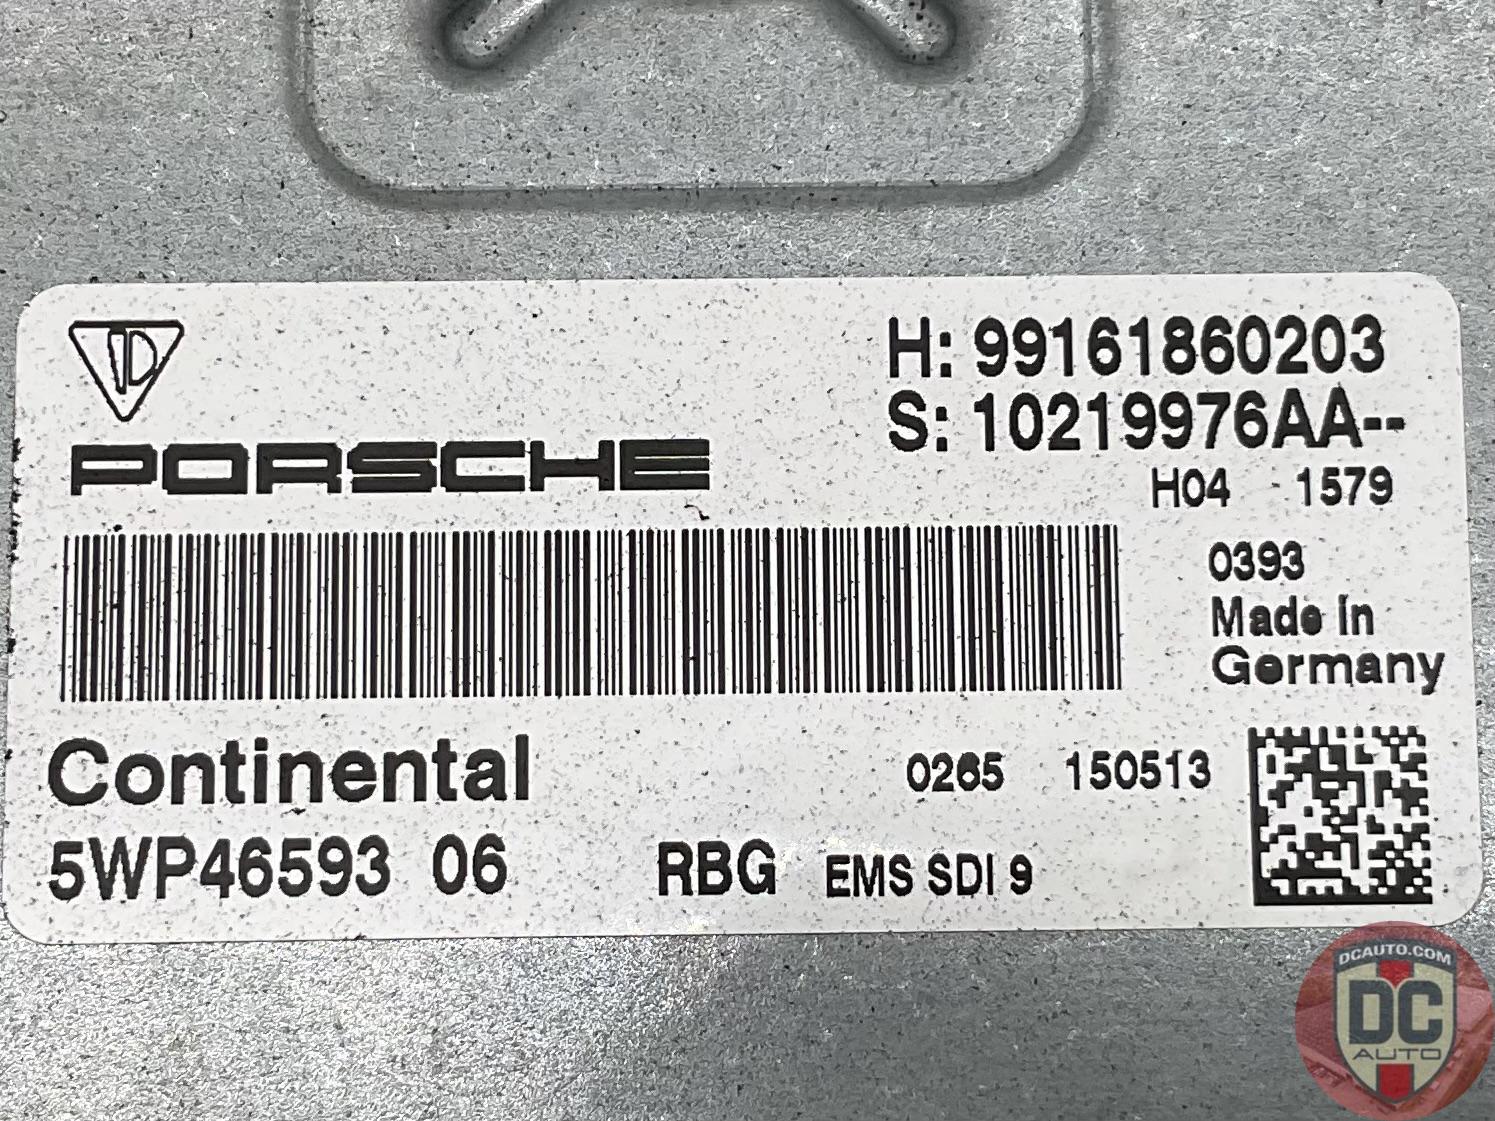 H: 99161860203
S: 10219976AA--
PORSCHE
H04 1579
0393
Made in
Germany
Continental
0265 150513
5WP46593 06 RBG EMS SDI 9
DCAUTO.COM
DC
AUTO